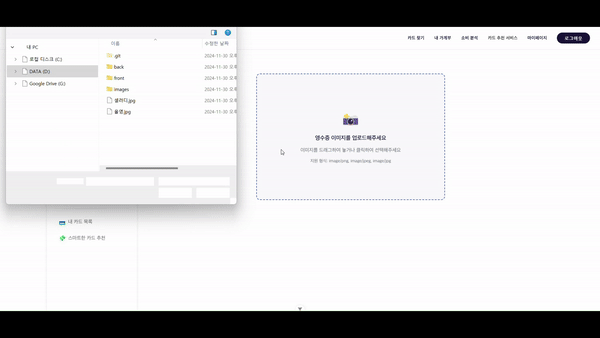 이름
수정한 날짜
내 PC
로컬 디스크 (C:)
DATA (D:)
Google Drive (G:)
.git
2024-11-30 오후
back
2024-11-30 오후
front
2024-11-30 오후
images
2024-11-30 오후
샐러디.jpg
2024-11-30 오후
올영.jpg
2024-11-30 오후
카드 찾기
내 가계부
소비 분석
카드 추천 서비스
마이페이지
로그아웃
영수증 이미지를 업로드해주세요
이미지를 드래그하여 놓거나 클릭하여 선택해주세요
지원 형식: image/png, image/jpeg, image/jpg
내 카드 목록
스마트한 카드 추천